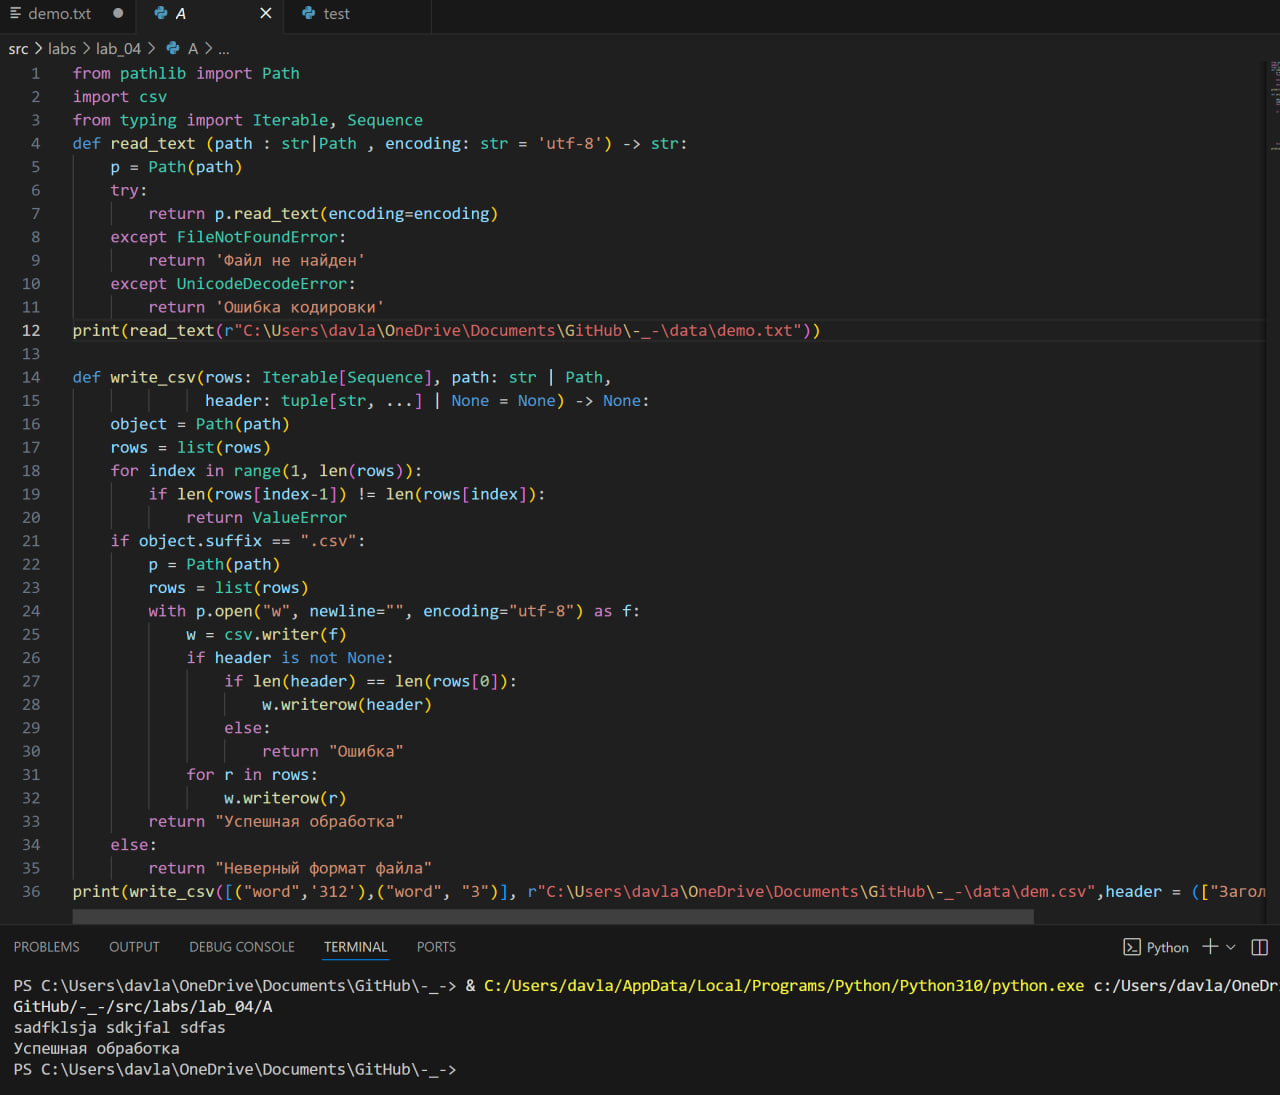 demo.txt
A
test
src > labs > lab_04 > A > ...
1 from pathlib import Path
2 import csv
3 from typing import Iterable, Sequence
4 def read_text (path : str|Path , encoding: str = 'utf-8') -> str:
5 p = Path(path)
6 try:
7 return p.read_text(encoding=encoding)
8 except FileNotFoundError:
9 return 'Файл не найден'
10 except UnicodeDecodeError:
11 return 'Ошибка кодировки'
12 print(read_text(r"C:\Users\davla\OneDrive\Documents\GitHub\-_-\data\demo.txt"))
13
14 def write_csv(rows: Iterable[Sequence], path: str | Path,
15 header: tuple[str, ...] | None = None) -> None:
16 object = Path(path)
17 rows = list(rows)
18 for index in range(1, len(rows)):
19 if len(rows[index-1]) != len(rows[index]):
20 return ValueError
21 if object.suffix == ".csv":
22 p = Path(path)
23 rows = list(rows)
24 with p.open("w", newline="", encoding="utf-8") as f:
25 w = csv.writer(f)
26 if header is not None:
27 if len(header) == len(rows[0]):
28 w.writerow(header)
29 else:
30 return "Ошибка"
31 for r in rows:
32 w.writerow(r)
33 return "Успешная обработка"
34 else:
35 return "Неверный формат файла"
36 print(write_csv([("word",'312'),("word", "3")], r"C:\Users\davla\OneDrive\Documents\GitHub\-_-\data\dem.csv",header = (["Загол
PROBLEMS OUTPUT DEBUG CONSOLE TERMINAL PORTS Python
PS C:\Users\davla\OneDrive\Documents\GitHub\-_-> & C:/Users/davla/AppData/Local/Programs/Python/Python310/python.exe c:/Users/davla/OneDr
GitHub/-_-/src/labs/lab_04/A
sadfklsja sdkjfal sdfas
Успешная обработка
PS C:\Users\davla\OneDrive\Documents\GitHub\-_->